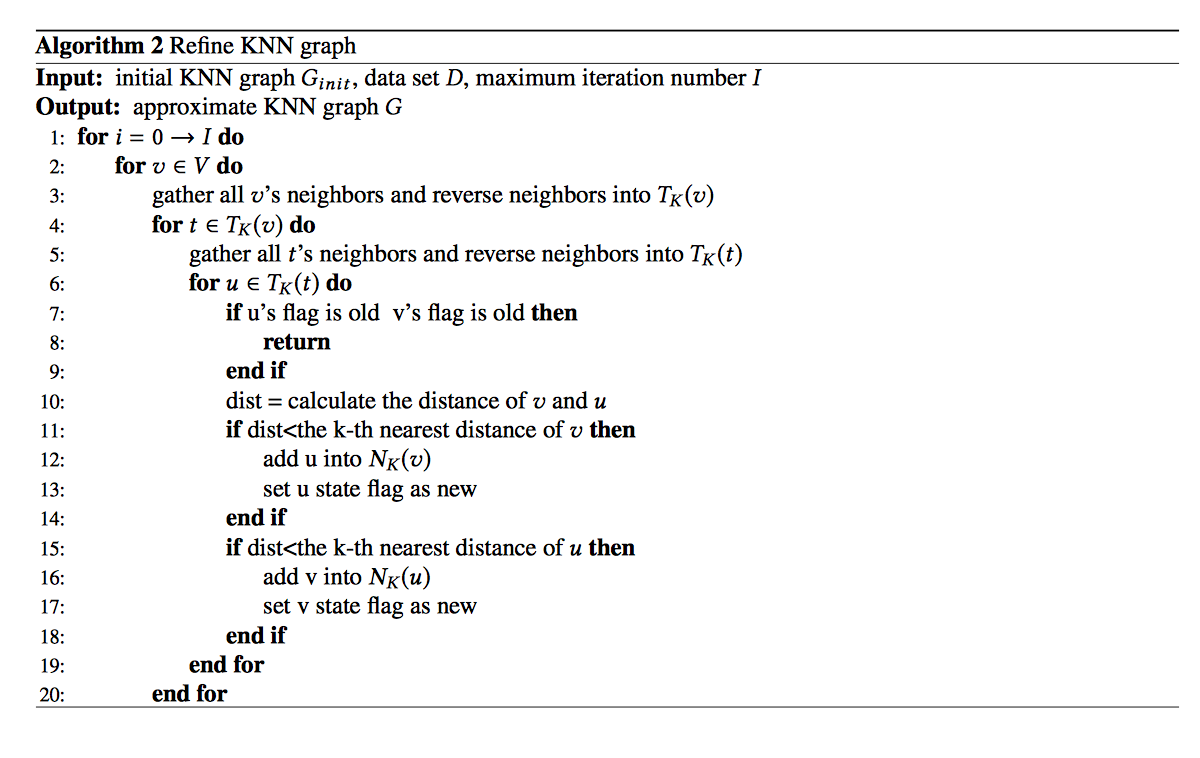 Algorithm 2 Refine KNN graph
Input: initial KNN graph G_init, data set D, maximum iteration number I
Output: approximate KNN graph G
1: for i = 0 → I do
2: for v ∈ V do
3: gather all v’s neighbors and reverse neighbors into T_K(v)
4: for t ∈ T_K(v) do
5: gather all t’s neighbors and reverse neighbors into T_K(t)
6: for u ∈ T_K(t) do
7: if u’s flag is old v’s flag is old then
8: return
9: end if
10: dist = calculate the distance of v and u
11: if dist<the k-th nearest distance of v then
12: add u into N_K(v)
13: set u state flag as new
14: end if
15: if dist<the k-th nearest distance of u then
16: add v into N_K(u)
17: set v state flag as new
18: end if
19: end for
20: end for